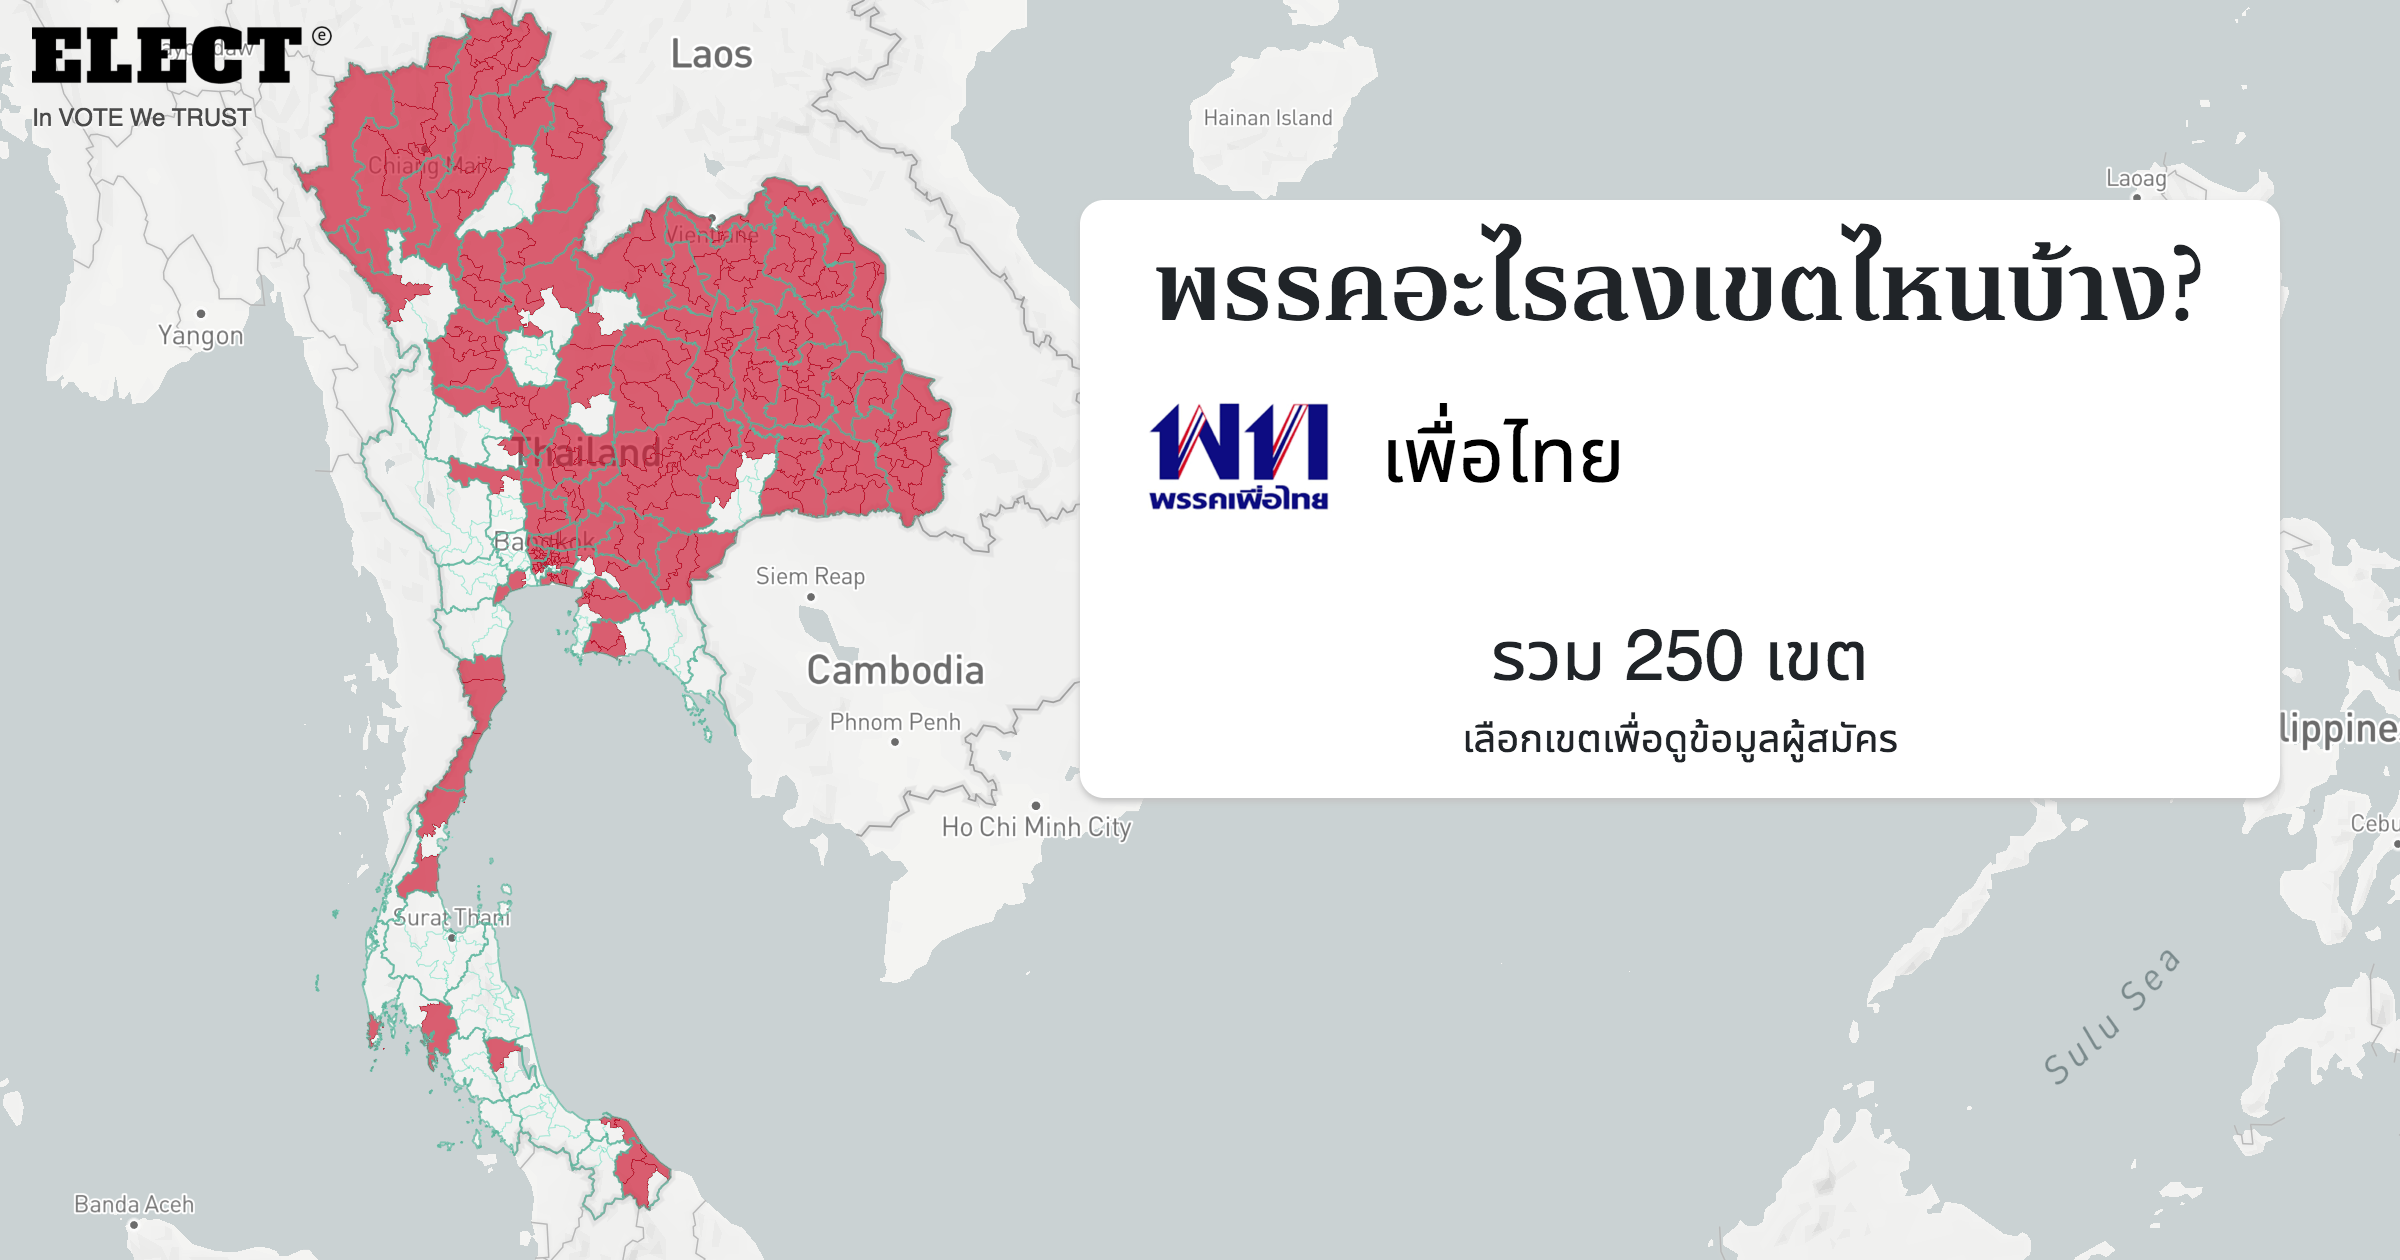 ELECT
e
In VOTE We TRUST
Laos
Hainan Island
Laoag
Chiang Mai
Vientiane
Yangon
Thailand
Bangkok
Siem Reap
Cambodia
Phnom Penh
Ho Chi Minh City
Surat Thani
Banda Aceh
พรรคอะไรลงเขตไหนบ้าง?
พท
พรรคเพื่อไทย
เพื่อไทย
รวม 250 เขต
เลือกเขตเพื่อดูข้อมูลผู้สมัคร
lippine
Cebu
Sulu Sea